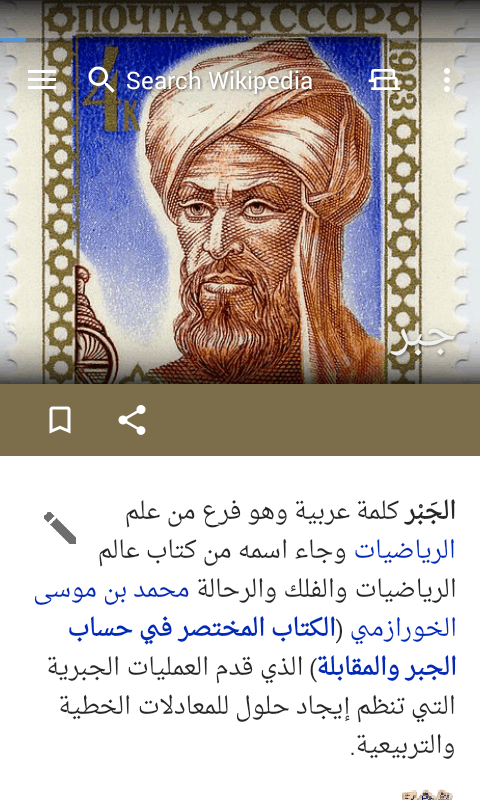 ПОЧТА СССР
1983
4к
Search Wikipedia
جبر
الجَبْر كلمة عربية وهو فرع من علم
الرياضيات وجاء اسمه من كتاب عالم
الرياضيات والفلك والرحالة محمد بن موسى
الخورازمي (الكتاب المختصر في حساب
الجبر والمقابلة) الذي قدم العمليات الجبرية
التي تنظم إيجاد حلول للمعادلات الخطية
والتربيعية.